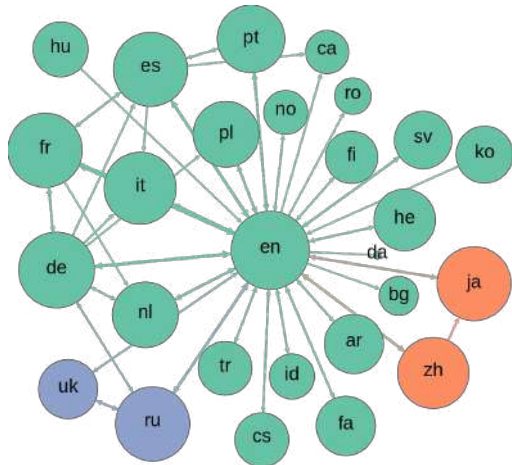 pt
hu
ca
es
ro
no
pl
sv
fi
ko
fr
it
he
en
da
de
ja
bg
nl
ar
tr
id
zh
uk
ru
fa
cs